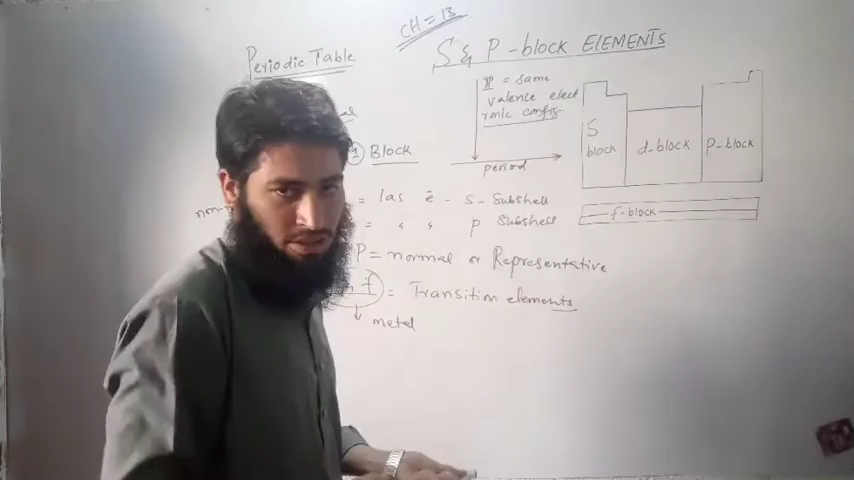 CH = 13
S & P-block ELEMENTS
Periodic Table
gp = same
valence elect
ronic config.
period
S
block
d-block
P-block
f-block
1 Block
= las ē - s - Subshell
= " " p Subshell
P = normal or Representative
f = Transition elements
metal